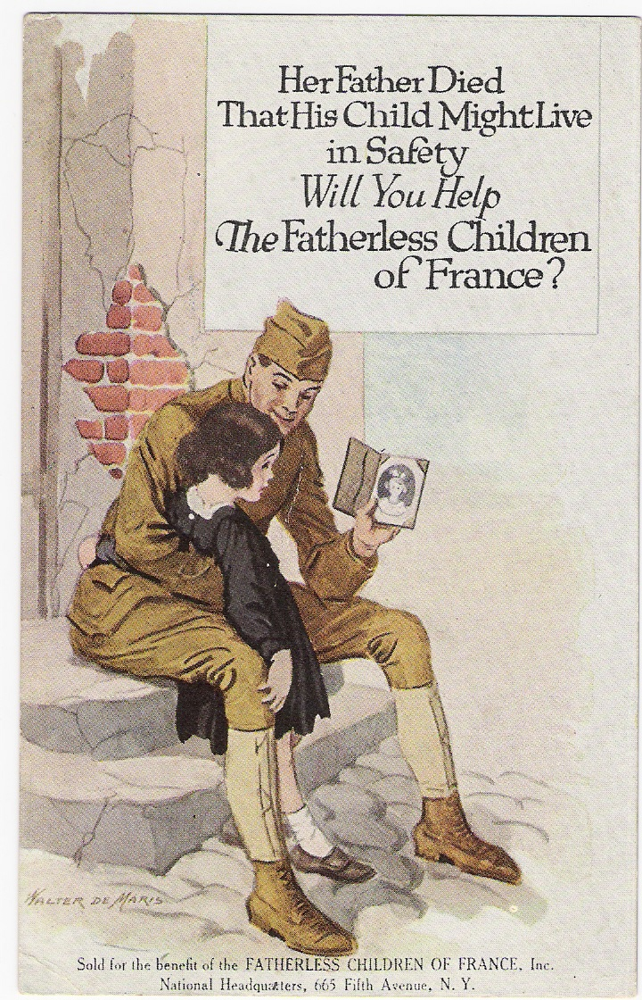 Her Father Died
That His Child Might Live
in Safety
Will You Help
The Fatherless Children
of France?
WALTER DE MARIS
Sold for the benefit of the FATHERLESS CHILDREN OF FRANCE, Inc.
National Headquarters, 665 Fifth Avenue, N. Y.